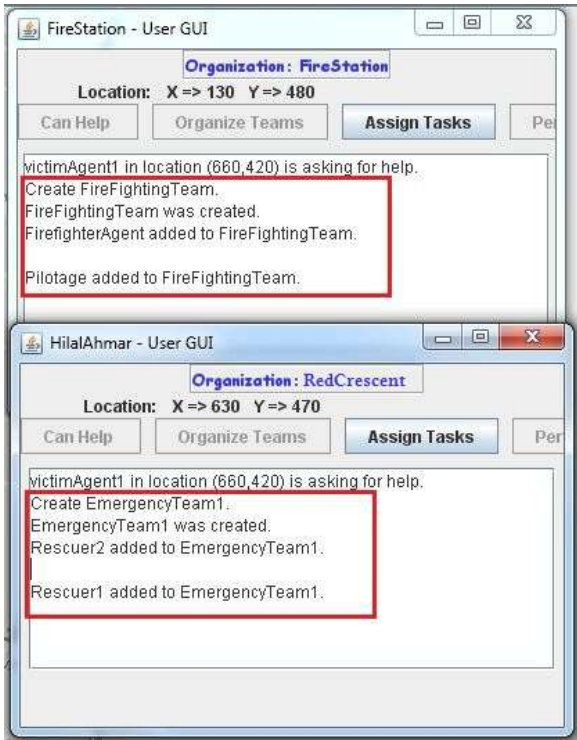 FireStation - User GUI
Organization: FireStation
Location: X => 130 Y => 480
Can Help Organize Teams Assign Tasks Per
victimAgent1 in location (660,420) is asking for help.
Create FireFightingTeam.
FireFightingTeam was created.
FirefighterAgent added to FireFightingTeam.
Pilotage added to FireFightingTeam.
HilalAhmar - User GUI
Organization: RedCrescent
Location: X => 630 Y => 470
Can Help Organize Teams Assign Tasks Per
victimAgent1 in location (660,420) is asking for help.
Create EmergencyTeam1.
EmergencyTeam1 was created.
Rescuer2 added to EmergencyTeam1.
Rescuer1 added to EmergencyTeam1.